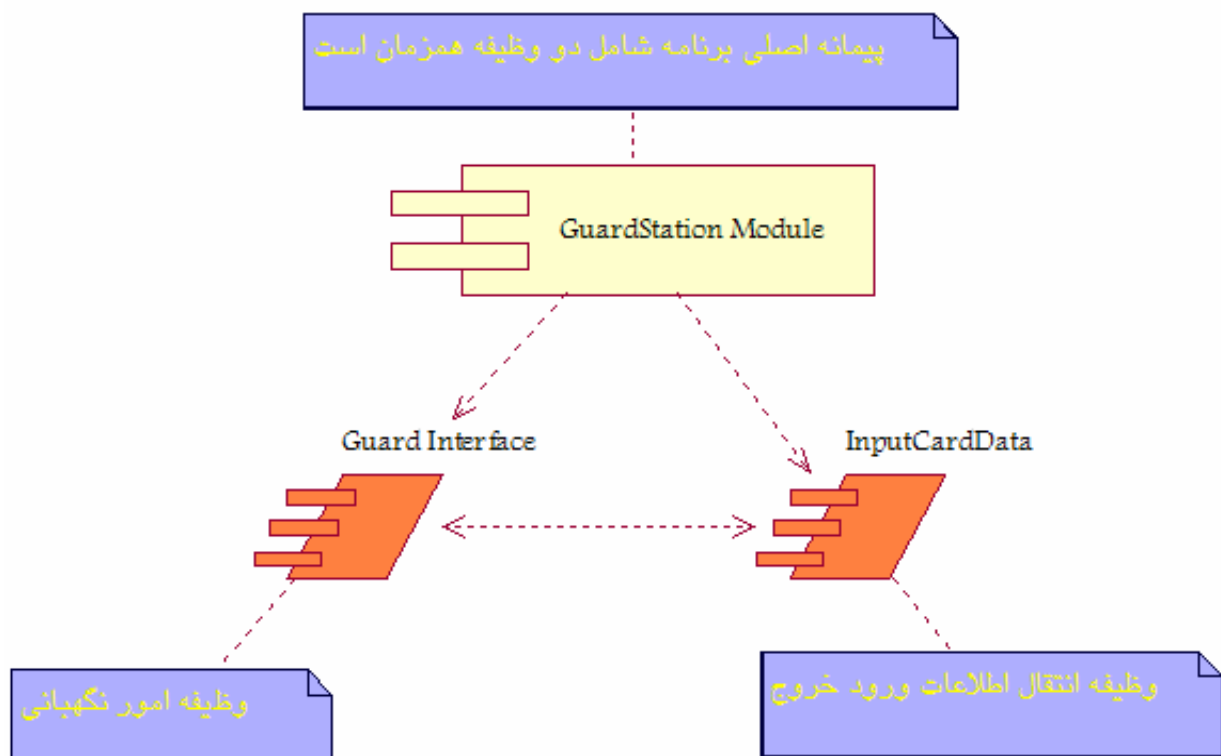 پیمانه اصلی برنامه شامل دو وظیفه همزمان است
GuardStation Module
Guard Interface
InputCardData
وظیفه امور نگهبانی
وظیفه انتقال اطلاعات ورود خروج